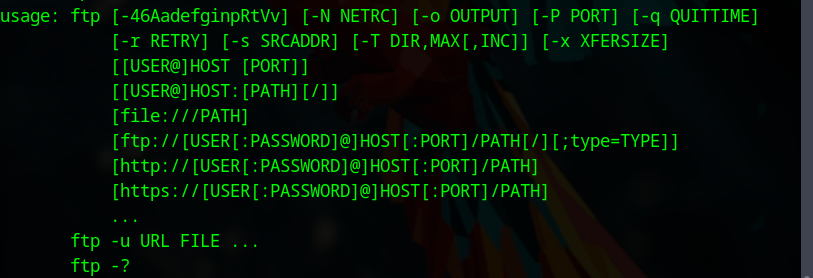 usage: ftp [-46AadefginpRtVv] [-N NETRC] [-o OUTPUT] [-P PORT] [-q QUITTIME]
           [-r RETRY] [-s SRCADDR] [-T DIR,MAX[,INC]] [-x XFERSIZE]
           [[USER@]HOST [PORT]]
           [[USER@]HOST:[PATH][/]]
           [file:///PATH]
           [ftp://[USER[:PASSWORD]@]HOST[:PORT]/PATH[/][;type=TYPE]]
           [http://[USER[:PASSWORD]@]HOST[:PORT]/PATH]
           [https://[USER[:PASSWORD]@]HOST[:PORT]/PATH]
           ...
       ftp -u URL FILE ...
       ftp -?